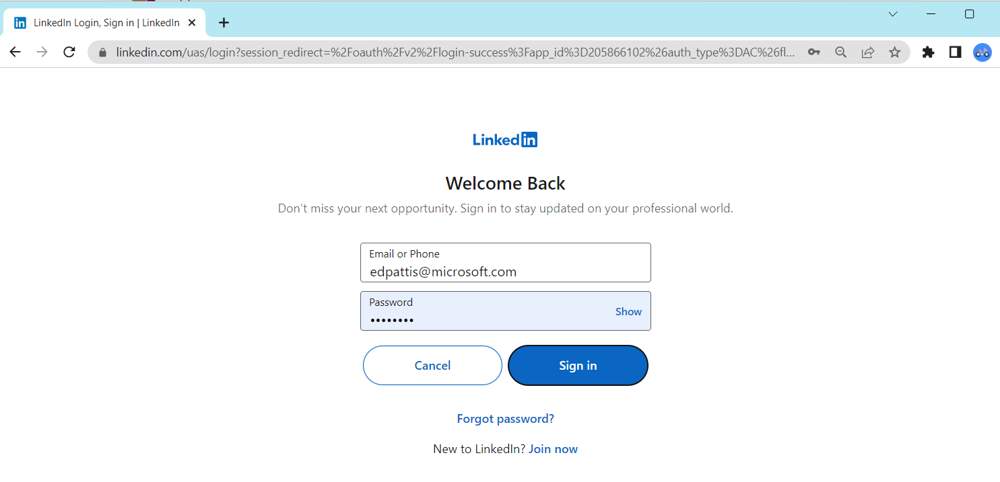 LinkedIn Login, Sign in | LinkedIn
linkedin.com/uas/login?session_redirect=%2Foauth%2Fv2%2Flogin-success%3Fapp_id%3D205866102%26auth_type%3DAC%26fl...
Linkedin
Welcome Back
Don't miss your next opportunity. Sign in to stay updated on your professional world.
Email or Phone
edpattis@microsoft.com
Password
••••••••
Show
Cancel
Sign in
Forgot password?
New to LinkedIn? Join now